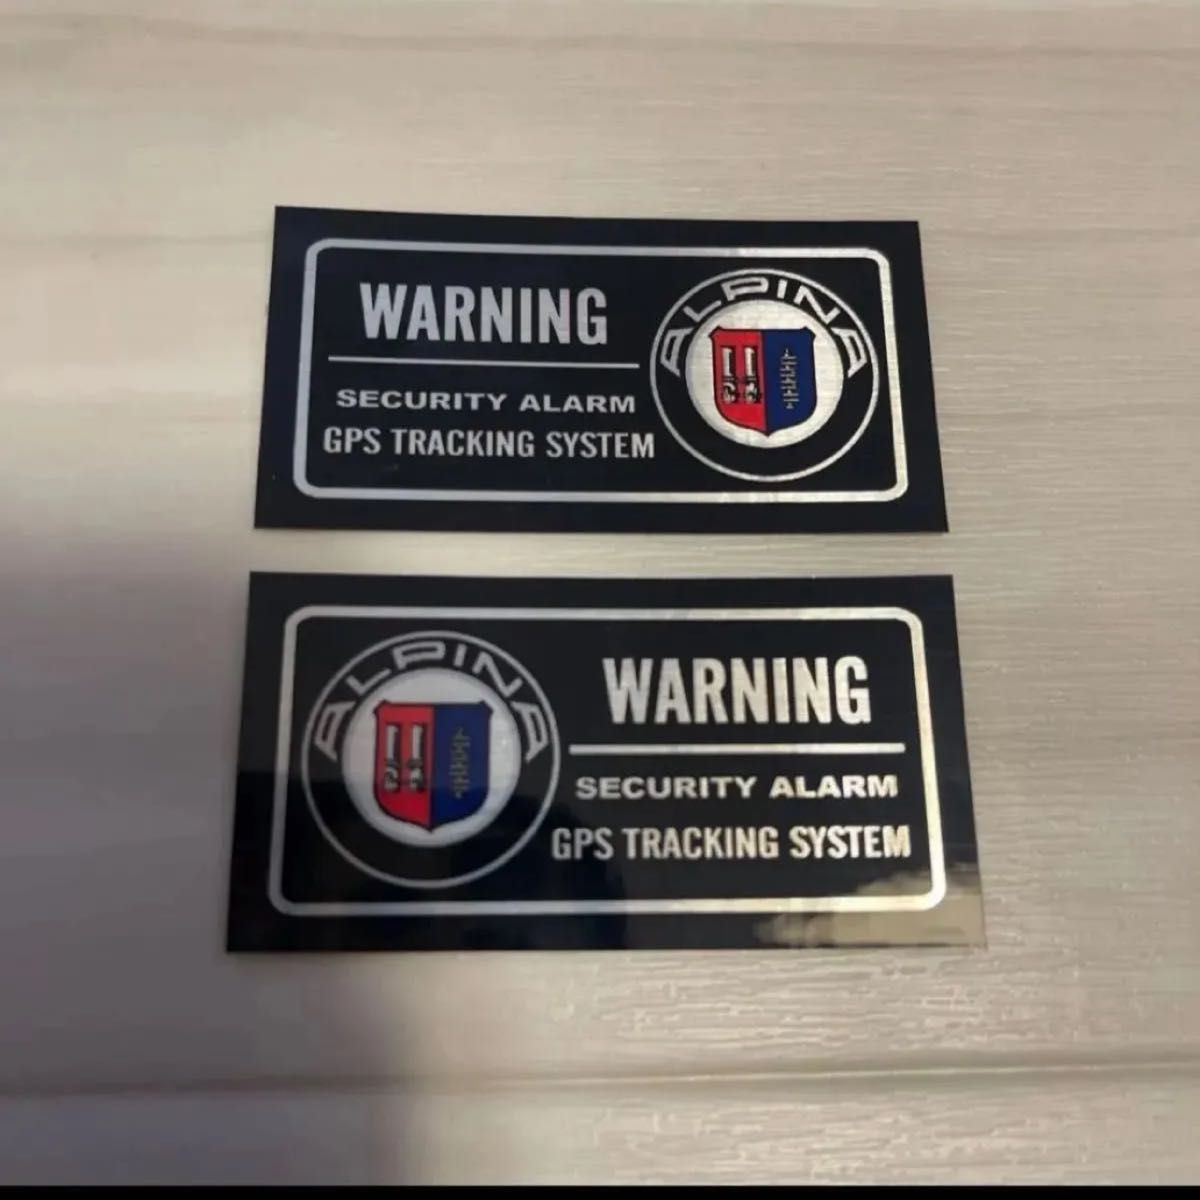 WARNING
SECURITY ALARM
GPS TRACKING SYSTEM
ALPINA
ALPINA
WARNING
SECURITY ALARM
GPS TRACKING SYSTEM